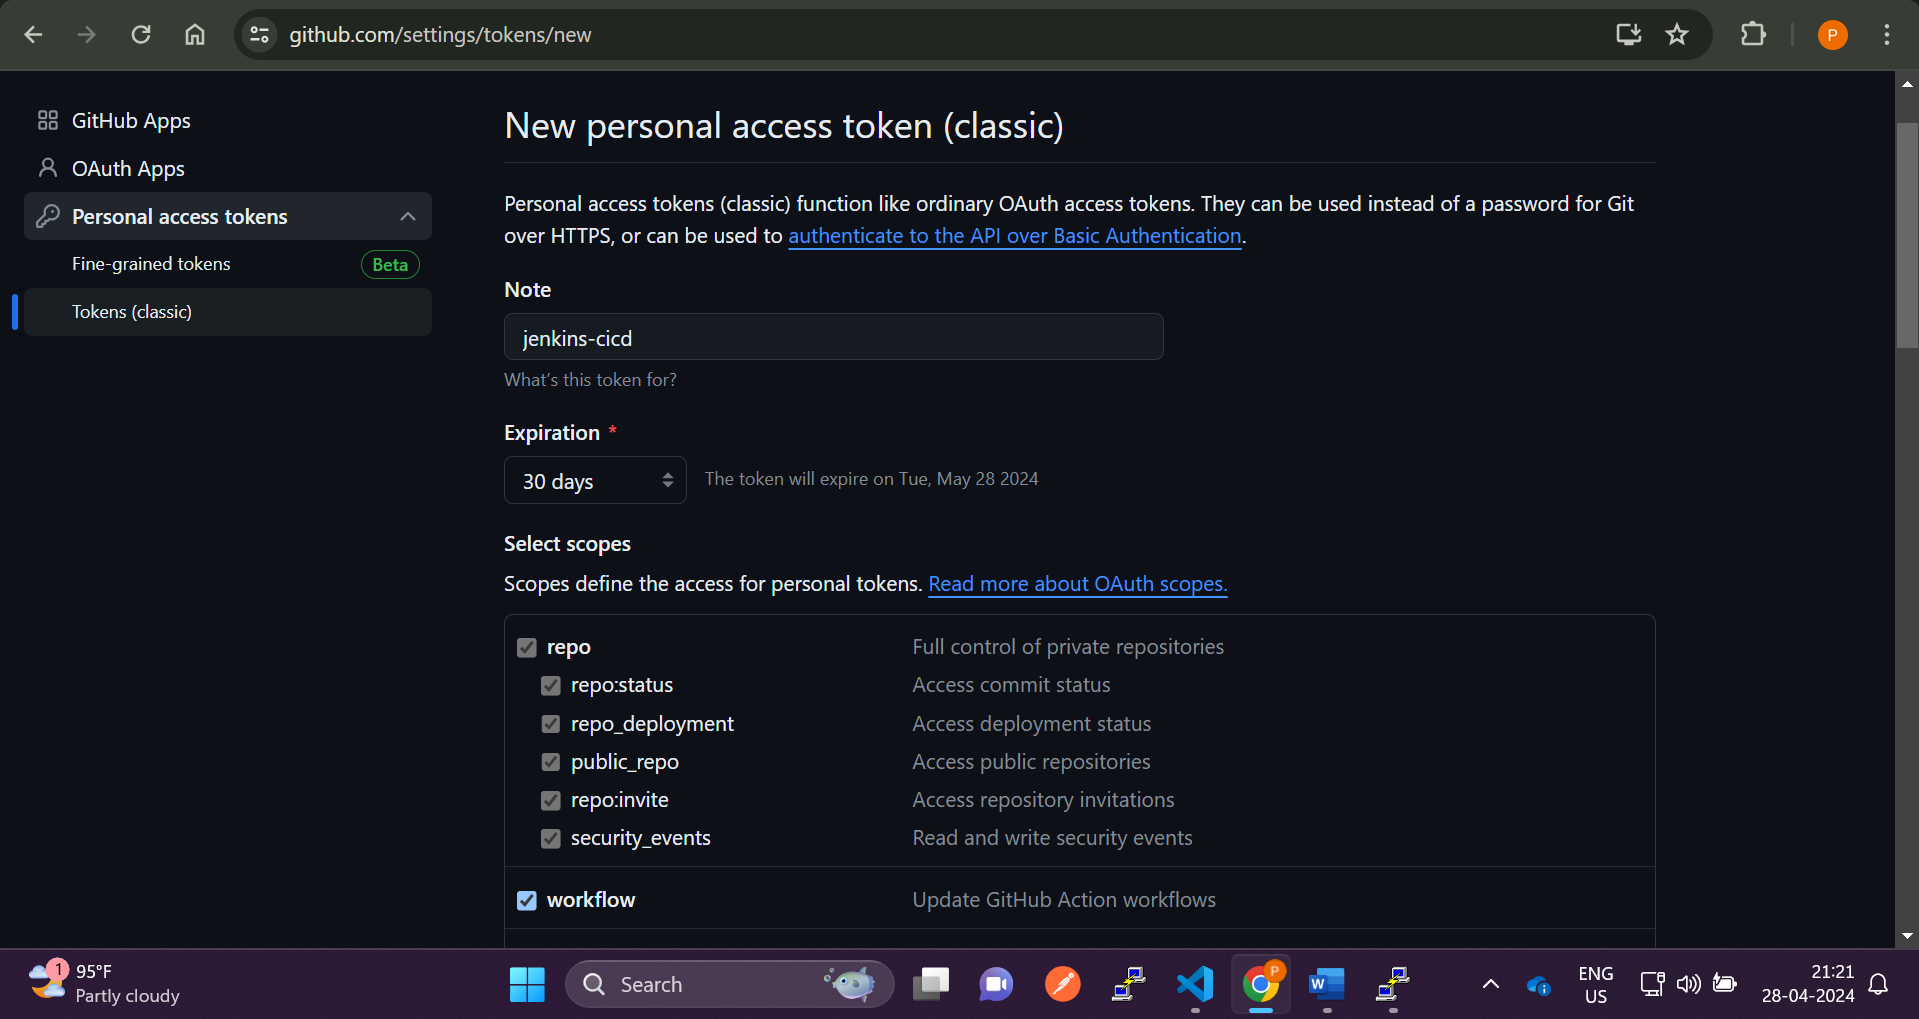 github.com/settings/tokens/new
P
GitHub Apps
OAuth Apps
Personal access tokens
Fine-grained tokens
Beta
Tokens (classic)
New personal access token (classic)
Personal access tokens (classic) function like ordinary OAuth access tokens. They can be used instead of a password for Git
over HTTPS, or can be used to authenticate to the API over Basic Authentication.
Note
jenkins-cicd
What's this token for?
Expiration *
30 days
The token will expire on Tue, May 28 2024
Select scopes
Scopes define the access for personal tokens. Read more about OAuth scopes.
repo Full control of private repositories
repo:status Access commit status
repo_deployment Access deployment status
public_repo Access public repositories
repo:invite Access repository invitations
security_events Read and write security events
workflow Update GitHub Action workflows
1
95°F
Partly cloudy
Search
P
W
ENG
US
21:21
28-04-2024